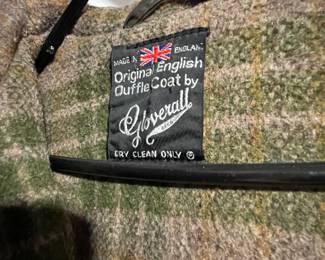 MADE IN ENGLAND
Original English
Duffle Coat by
Gloverall
DRY CLEAN ONLY Ⓟ